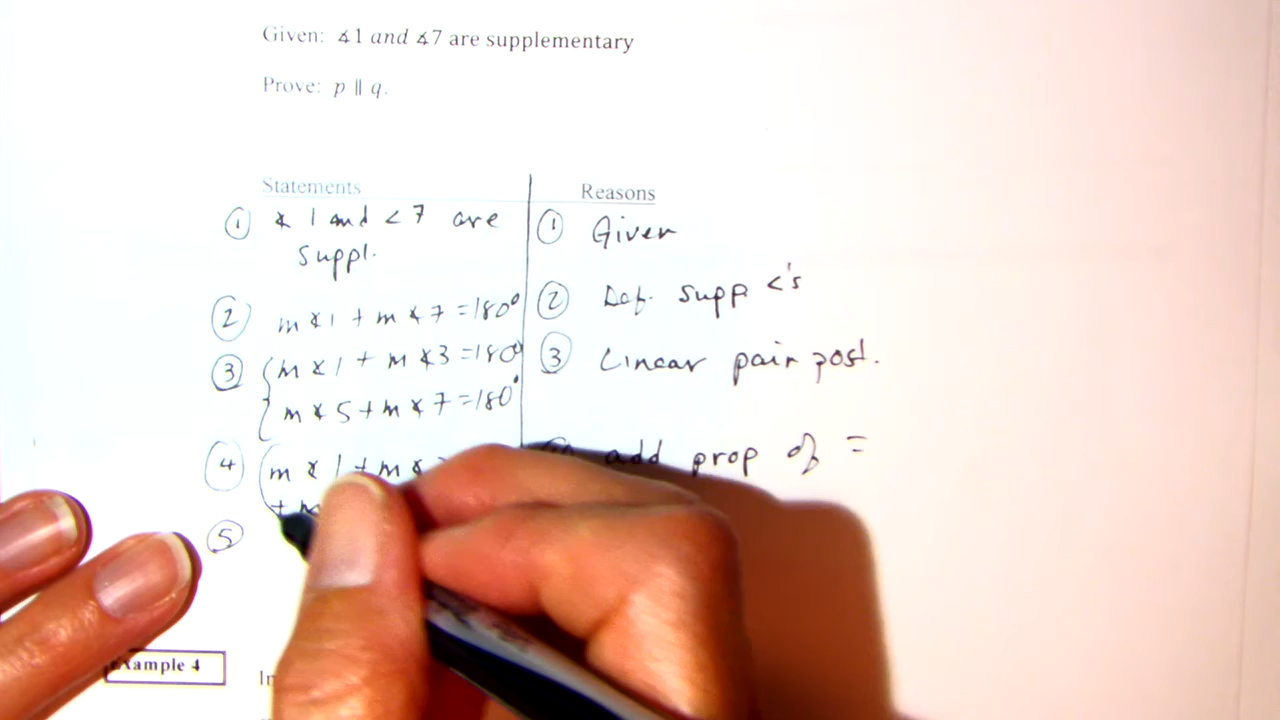 Given: ∡1 and ∡7 are supplementary
Prove: p ∥ q.
Statements
Reasons
① ∡ 1 and < 7 are
① Given
suppl.
② m∡1 + m∡7 = 180°
② Def. supp. <'s
③ m∡1 + m∡3 = 180°
③ Linear pair post.
m∡5 + m∡7 = 180°
④ m∡1 + m∡
add prop of =
+ m
⑤
Example 4
In